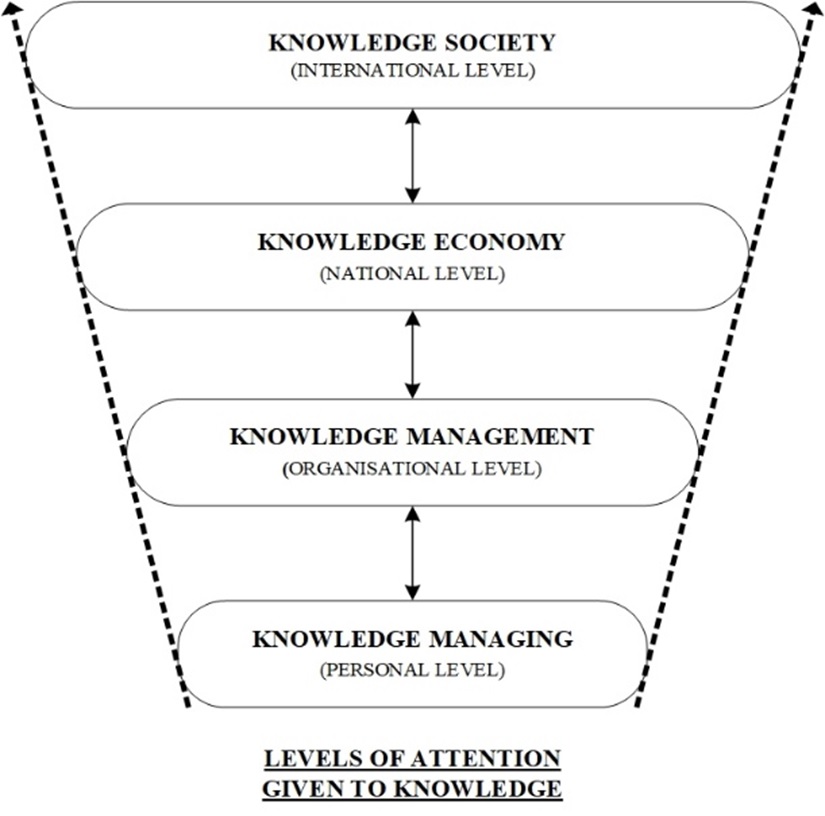 KNOWLEDGE SOCIETY
(INTERNATIONAL LEVEL)
KNOWLEDGE ECONOMY
(NATIONAL LEVEL)
KNOWLEDGE MANAGEMENT
(ORGANISATIONAL LEVEL)
KNOWLEDGE MANAGING
(PERSONAL LEVEL)
LEVELS OF ATTENTION
GIVEN TO KNOWLEDGE